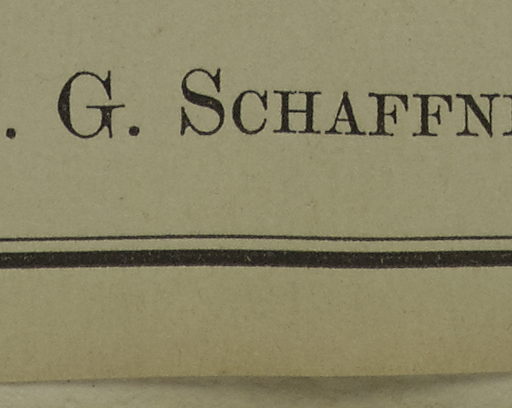 . G. SCHAFFN